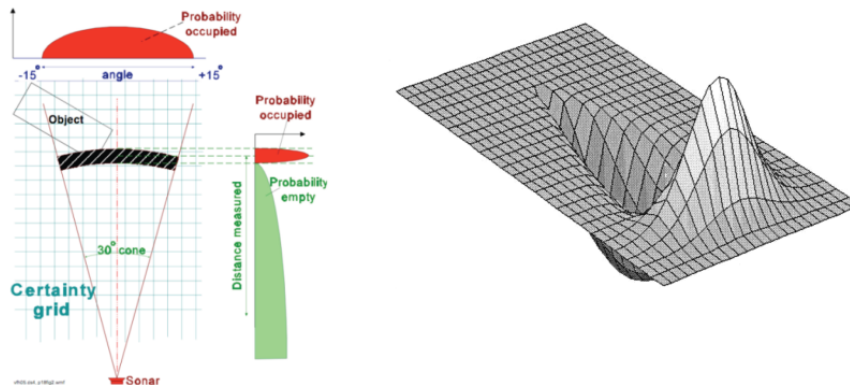 Probability
occupied
-15°
angle
+15°
Object
Probability
occupied
Probability
empty
Distance measured
30° cone
Certainty
grid
Sonar